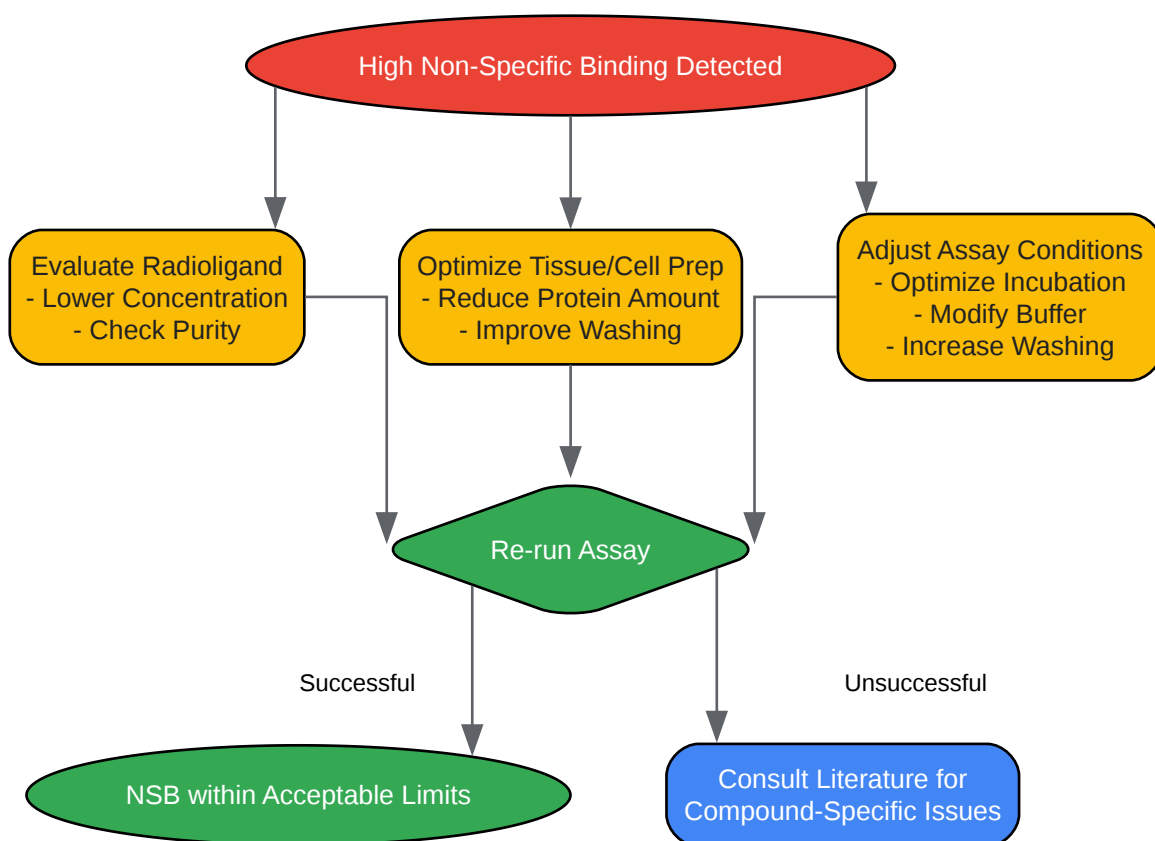 High Non-Specific Binding Detected
Evaluate Radioligand
- Lower Concentration
- Check Purity
Optimize Tissue/Cell Prep
- Reduce Protein Amount
- Improve Washing
Adjust Assay Conditions
- Optimize Incubation
- Modify Buffer
- Increase Washing
Re-run Assay
Successful
Unsuccessful
NSB within Acceptable Limits
Consult Literature for
Compound-Specific Issues